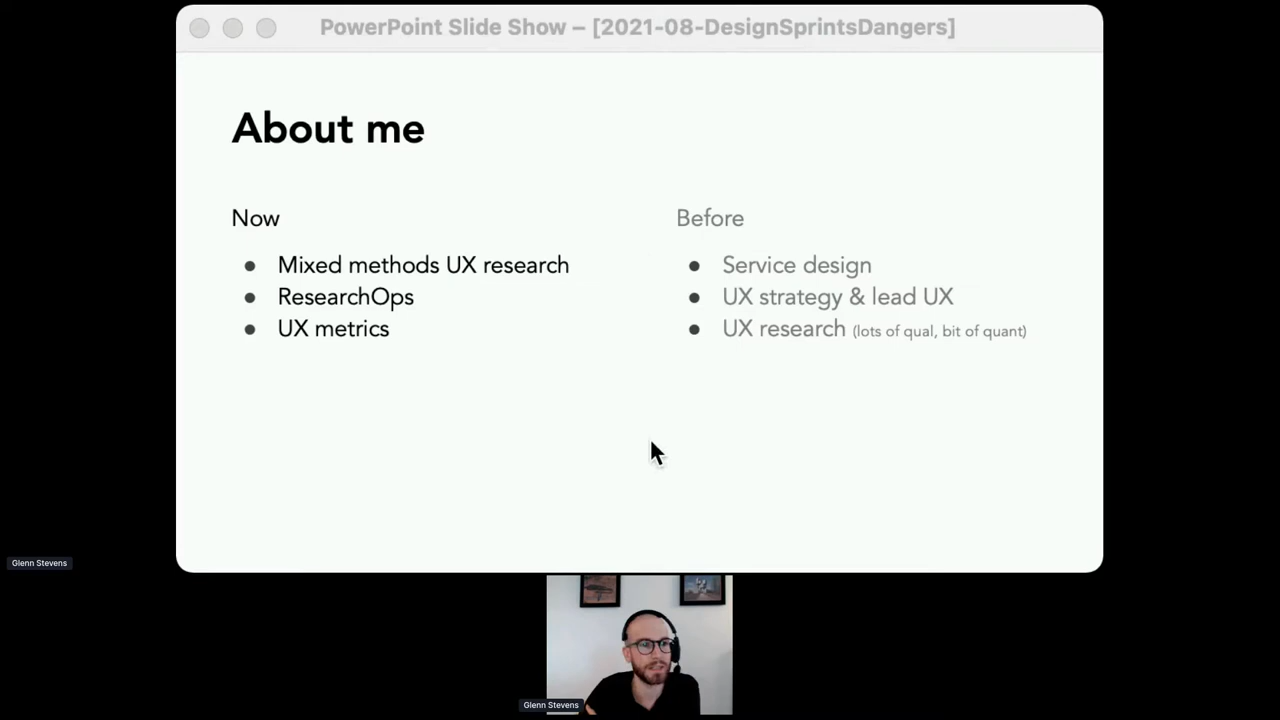 PowerPoint Slide Show – [2021-08-DesignSprintsDangers]
About me
Now
Mixed methods UX research
ResearchOps
UX metrics
Before
Service design
UX strategy & lead UX
UX research (lots of qual, bit of quant)
Glenn Stevens
Glenn Stevens